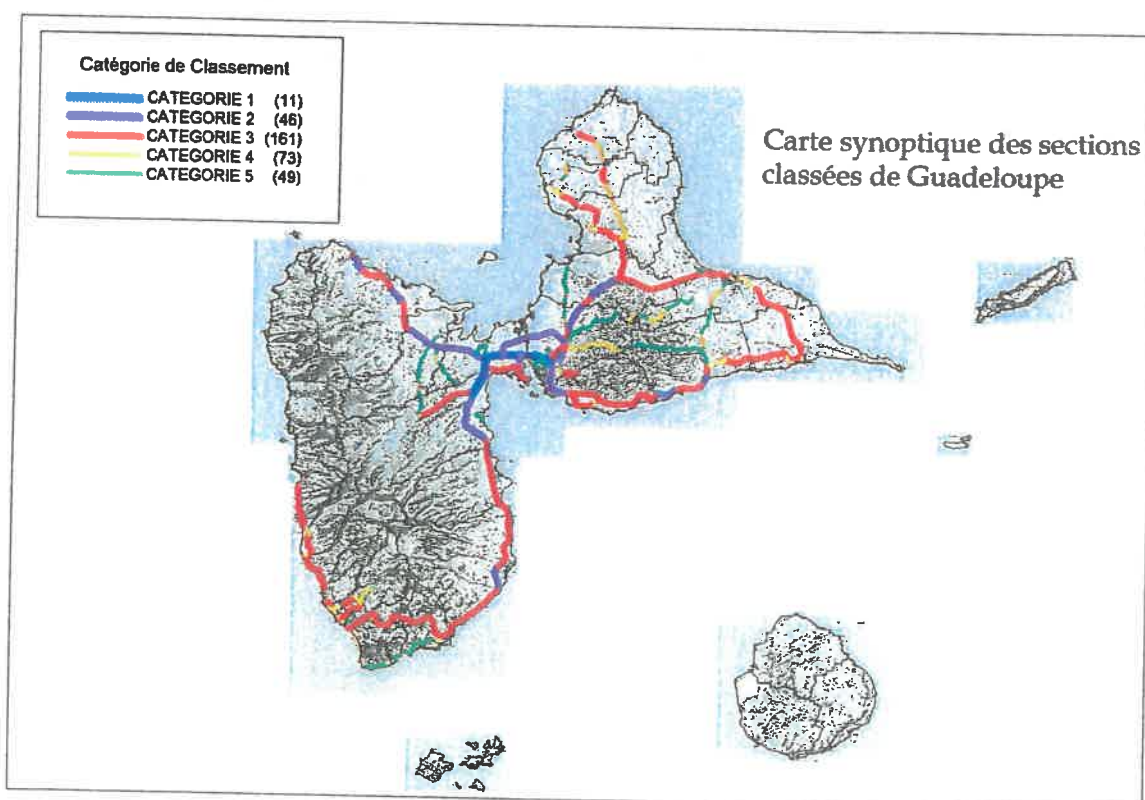 Catégorie de Classement
CATEGORIE 1 (11)
CATEGORIE 2 (46)
CATEGORIE 3 (161)
CATEGORIE 4 (73)
CATEGORIE 5 (49)
Carte synoptique des sections
classées de Guadeloupe